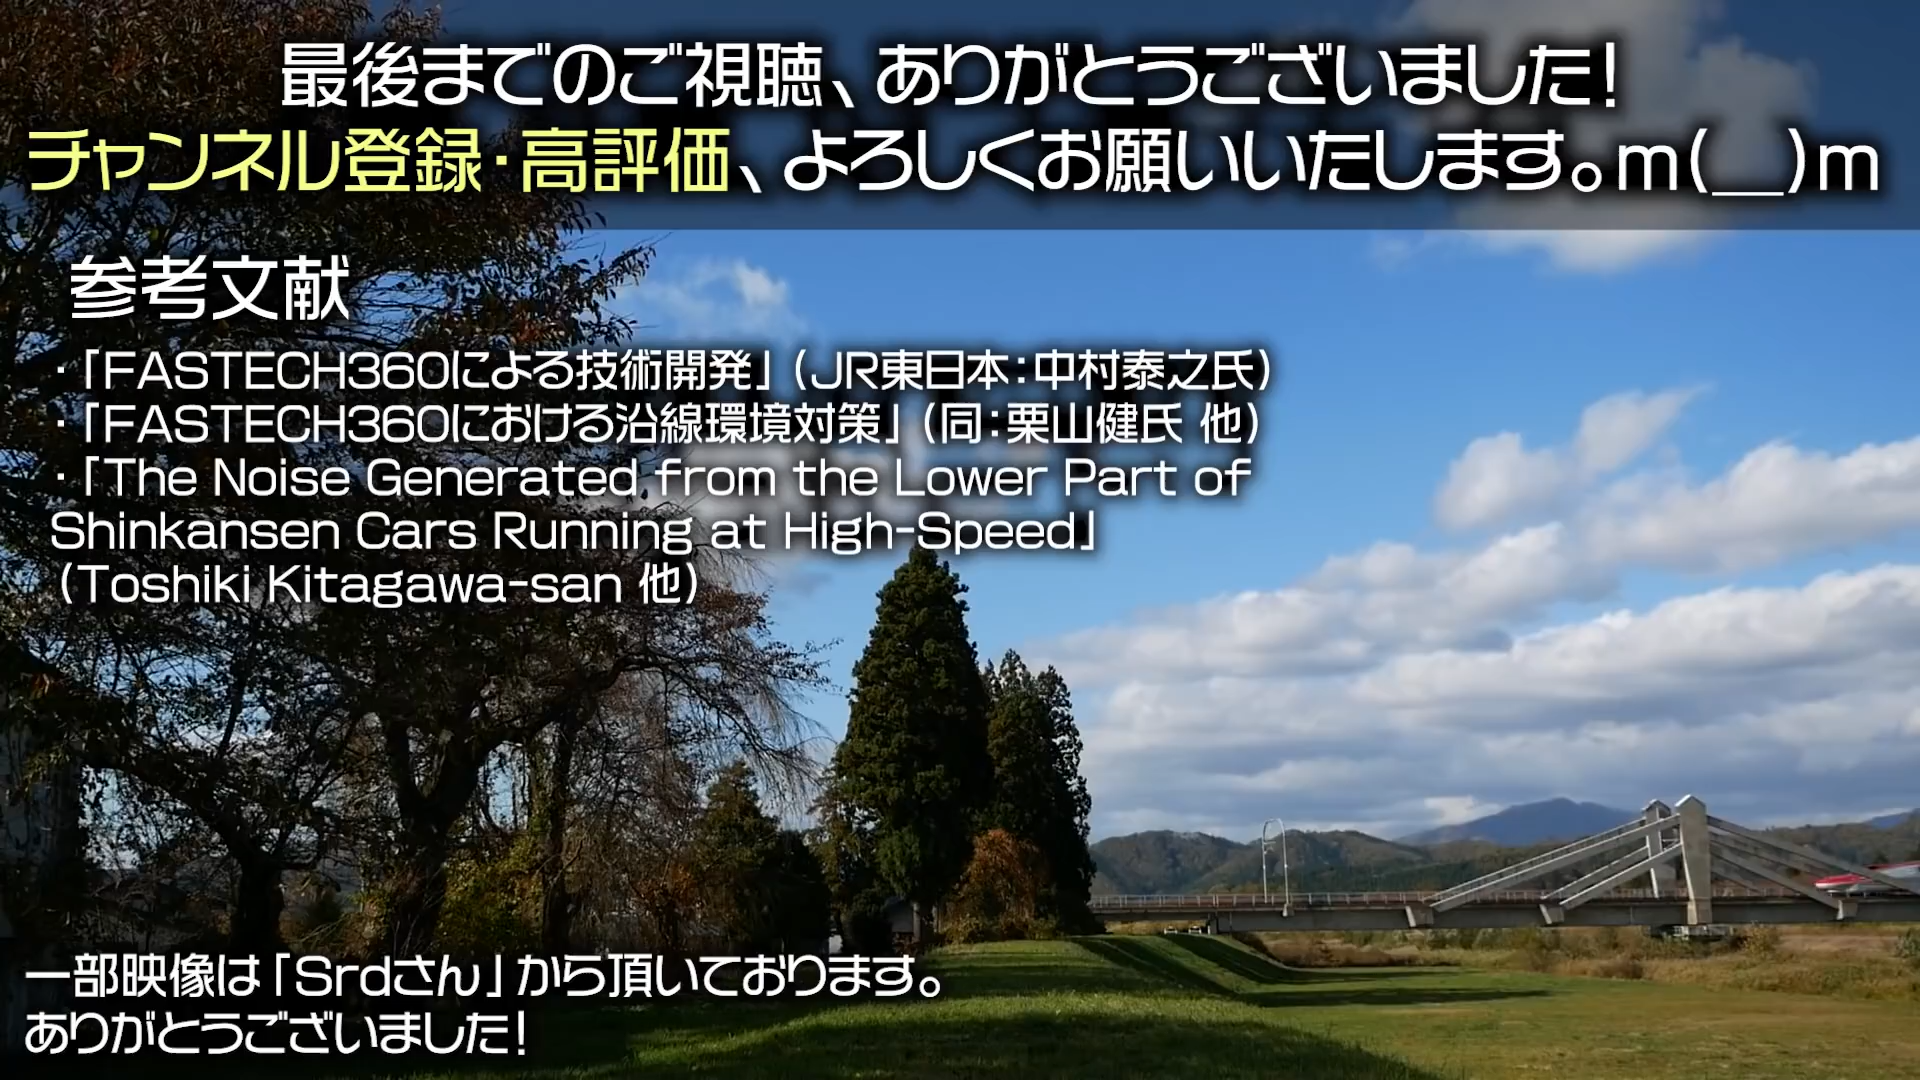 最後までのご視聴、ありがとうございました!
チャンネル登録・高評価、よろしくお願いいたします。m(__)m
参考文献
・「FASTECH360による技術開発」(JR東日本:中村泰之氏)
・「FASTECH360における沿線環境対策」(同:栗山健氏 他)
・「The Noise Generated from the Lower Part of
Shinkansen Cars Running at High-Speed」
(Toshiki Kitagawa-san 他)
一部映像は「Srdさん」から頂いております。
ありがとうございました!